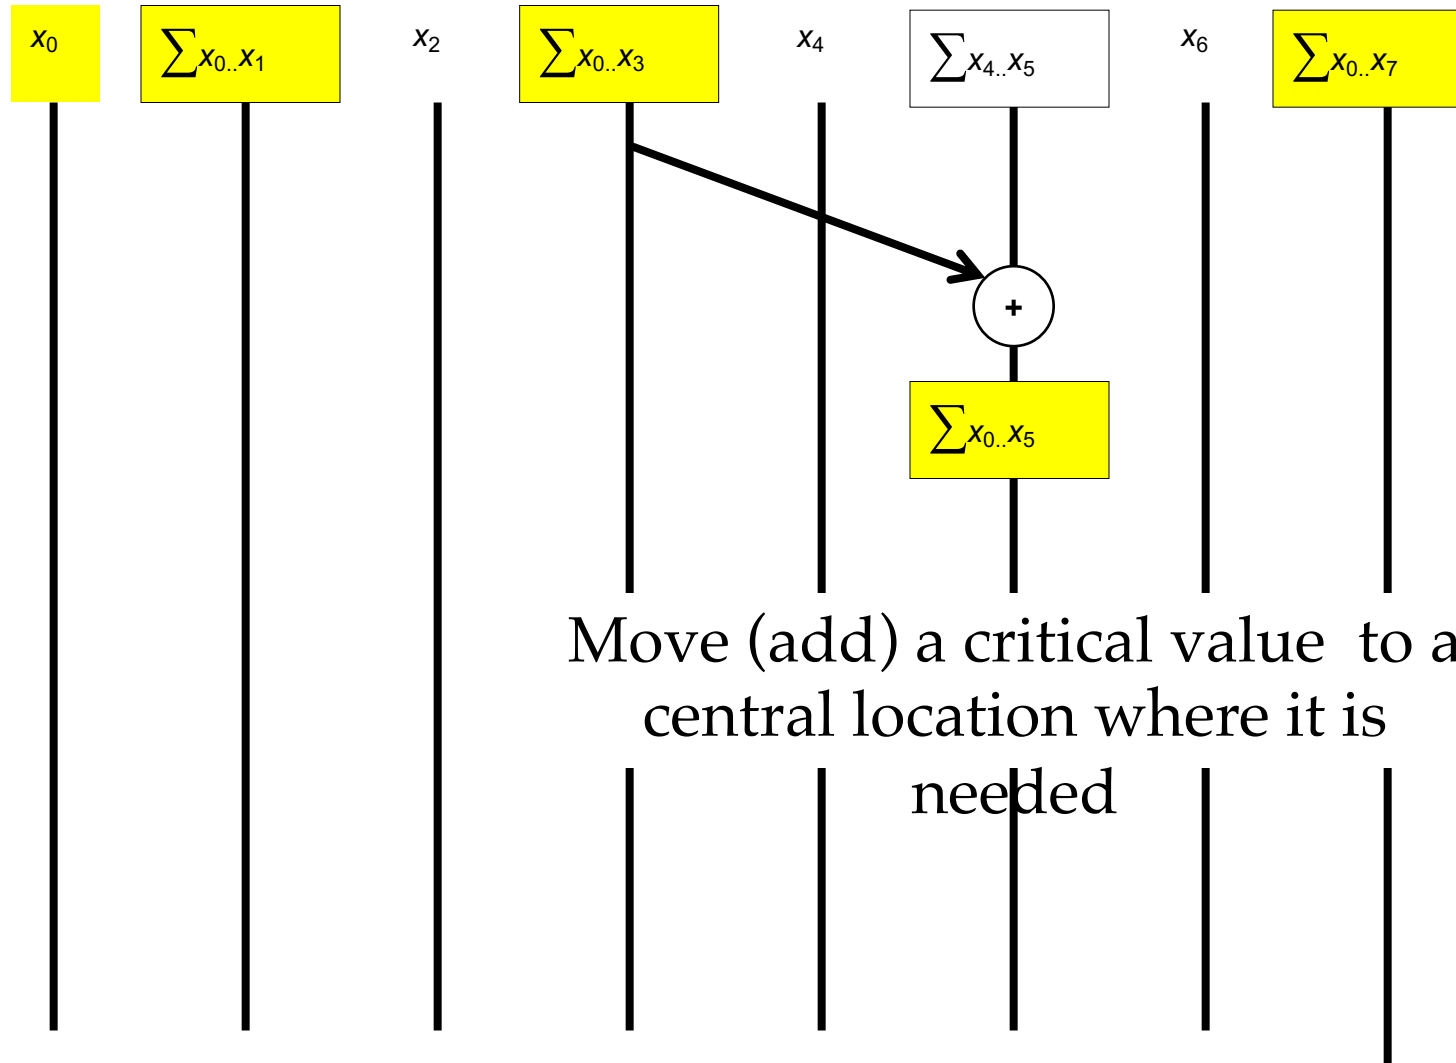 x₀ ∑x₀..x₁ x₂ ∑x₀..x₃ x₄ ∑x₄..x₅ x₆ ∑x₀..x₇
+
∑x₀..x₅
Move (add) a critical value to a
central location where it is
needed